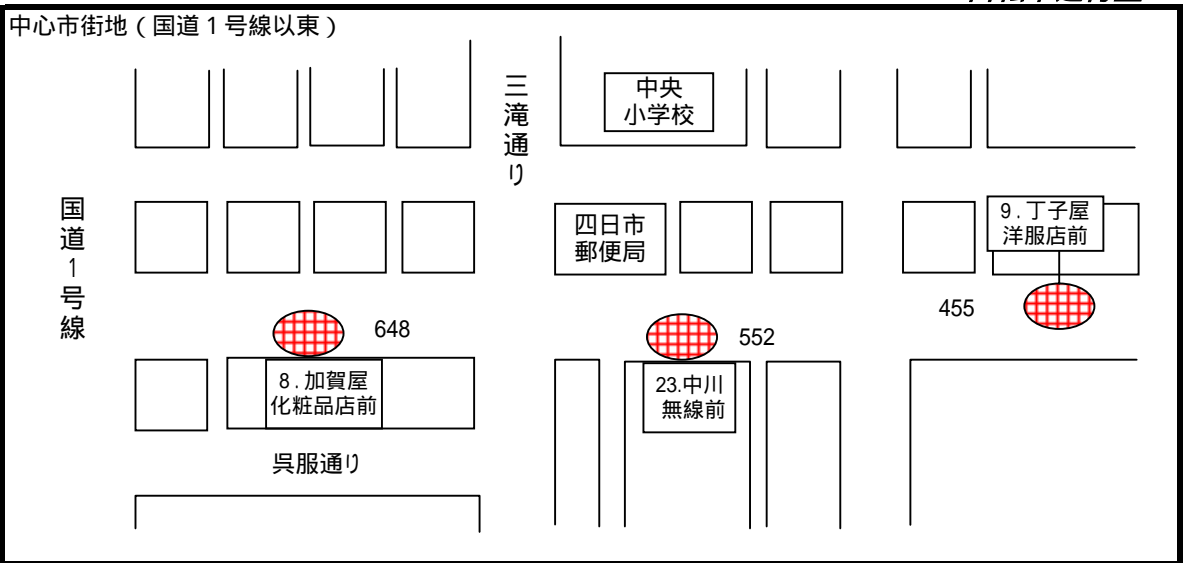 中心市街地（国道１号線以東）
三滝通り
中央
小学校
国道１号線
四日市
郵便局
9.丁子屋
洋服店前
455
648
552
8.加賀屋
化粧品店前
23.中川
無線前
呉服通り